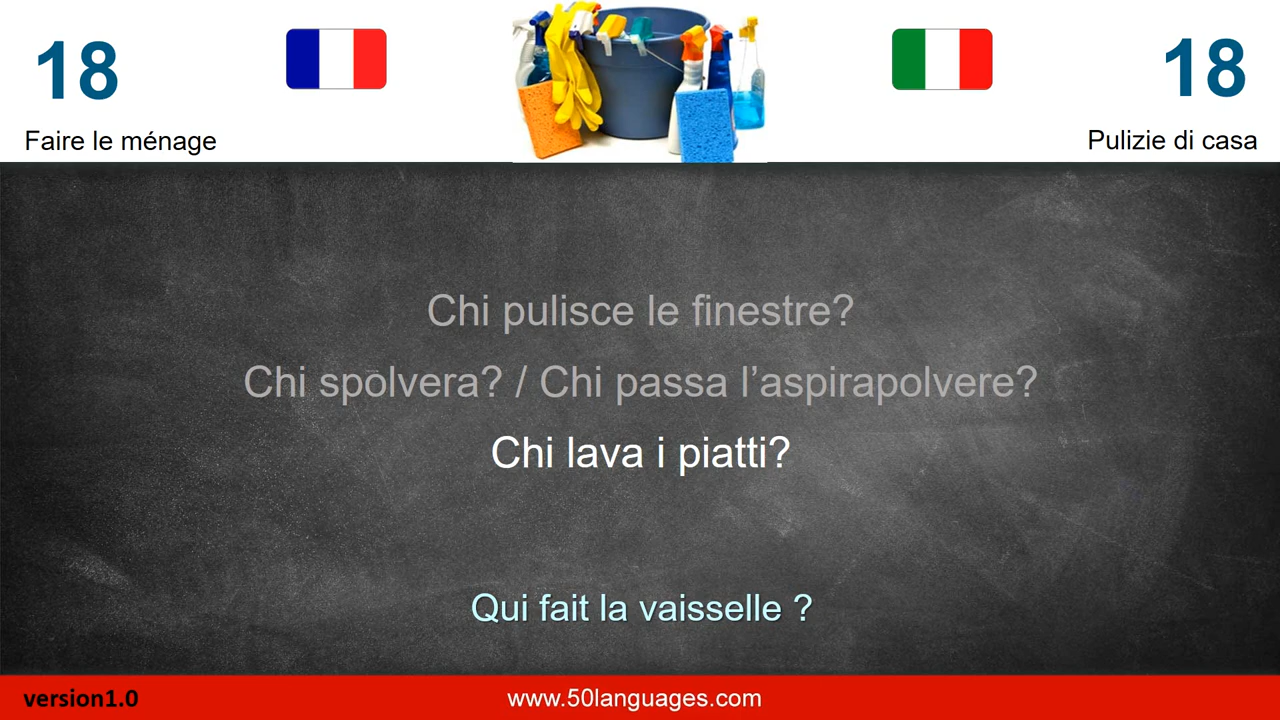 18
18
Faire le ménage
Pulizie di casa
Chi pulisce le finestre?
Chi spolvera? / Chi passa l’aspirapolvere?
Chi lava i piatti?
Qui fait la vaisselle ?
version1.0
www.50languages.com